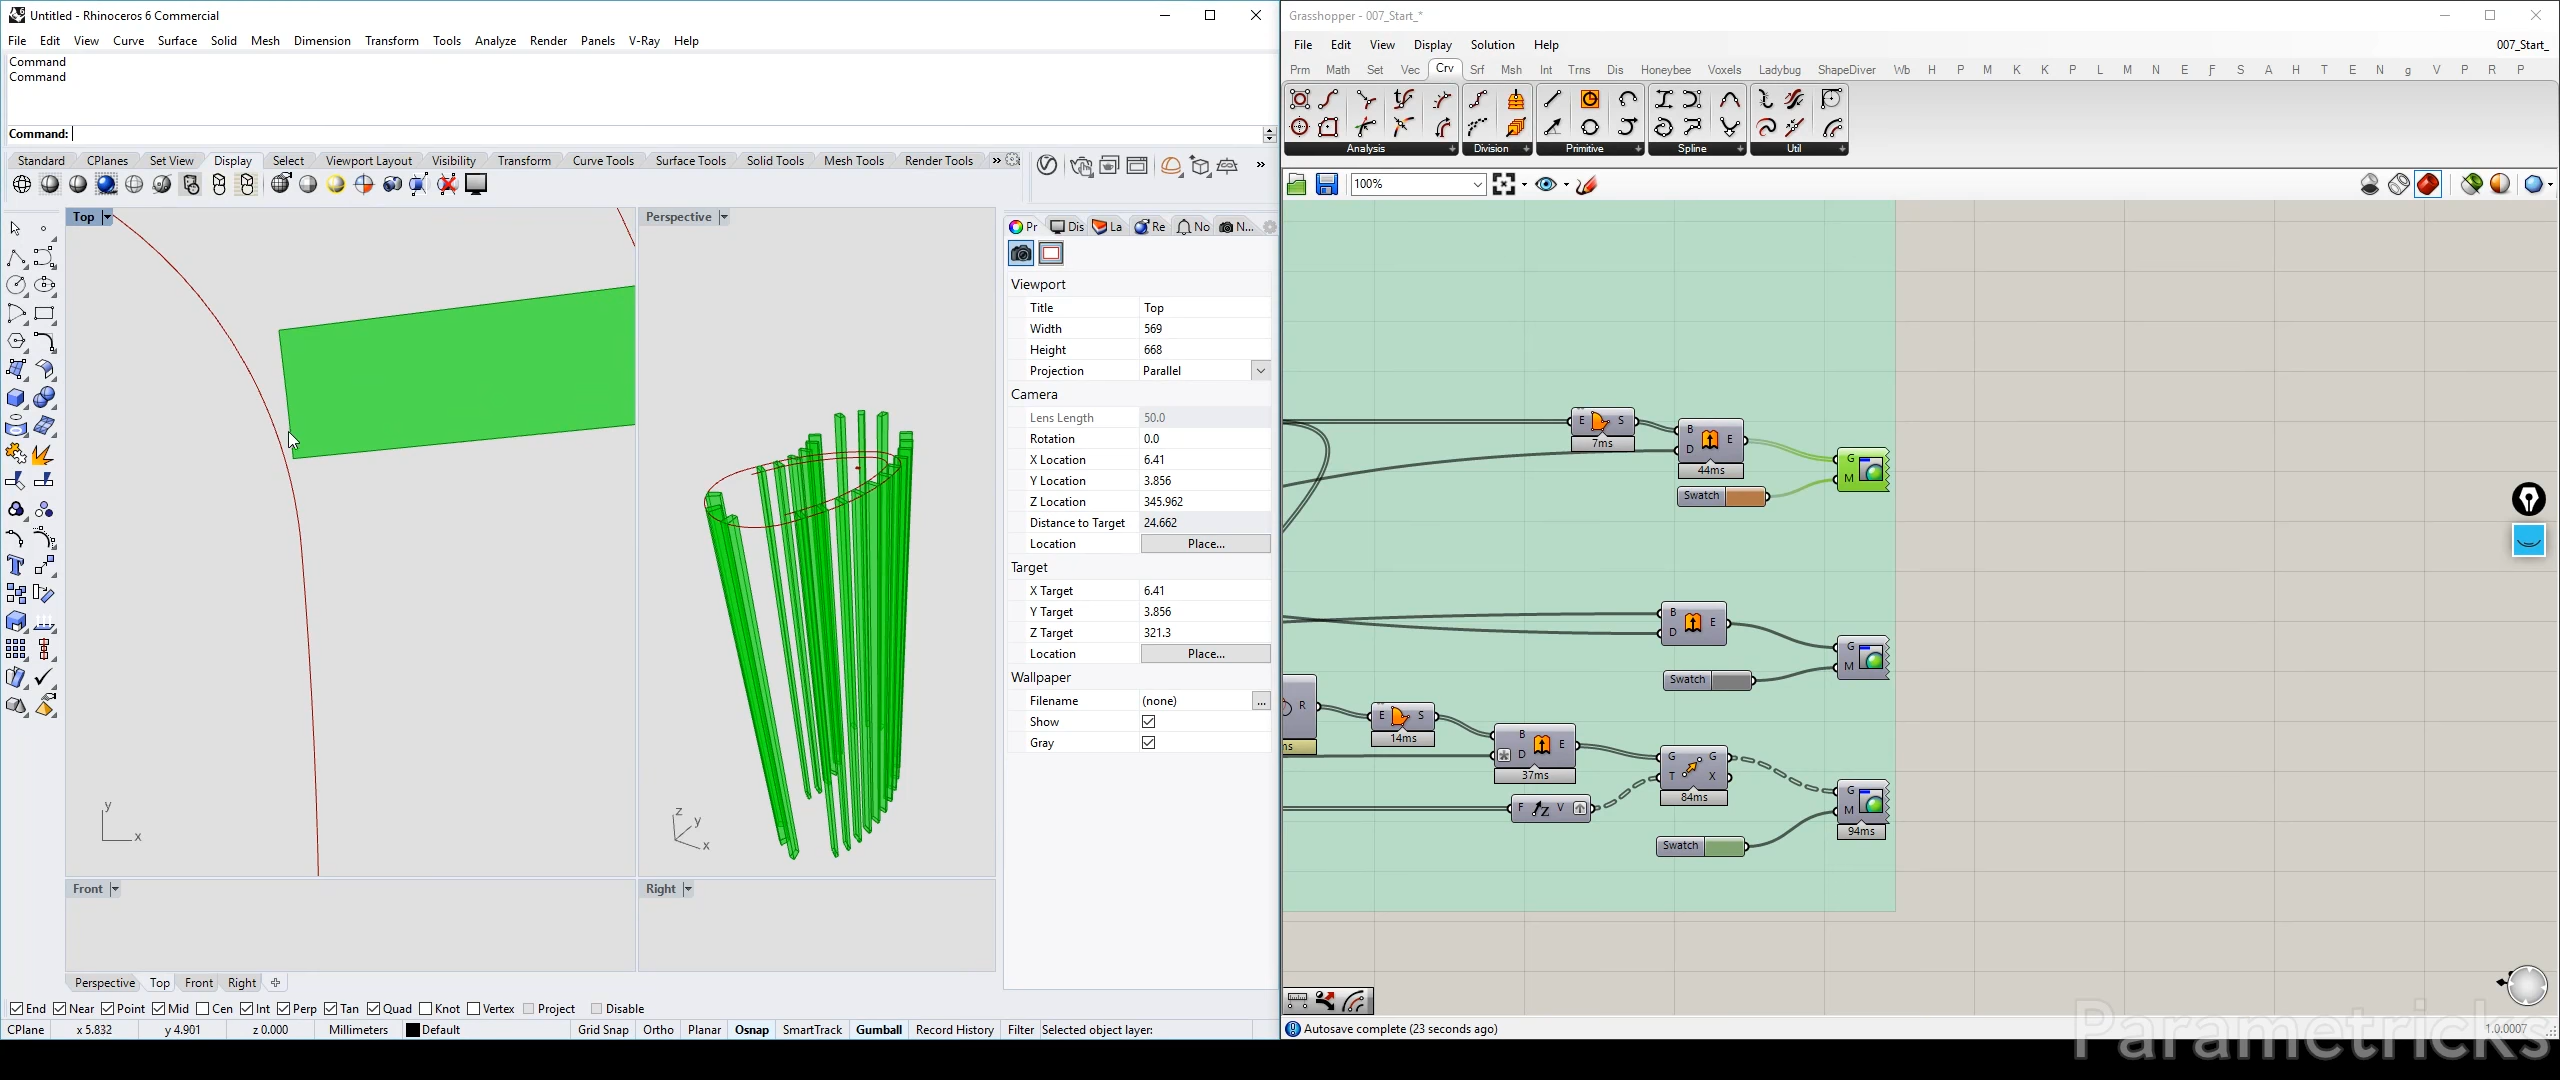 Untitled - Rhinoceros 6 Commercial
File Edit View Curve Surface Solid Mesh Dimension Transform Tools Analyze Render Panels V-Ray Help
Command
Command
Command:
Standard CPlanes Set View Display Select Viewport Layout Visibility Transform Curve Tools Surface Tools Solid Tools Mesh Tools Render Tools »
Top
Perspective
z
y
x
y
x
Front
Right
Perspective Top Front Right
Pr Dis La Re No N...
Viewport
Title Top
Width 569
Height 668
Projection Parallel
Camera
Lens Length 50.0
Rotation 0.0
X Location 6.41
Y Location 3.856
Z Location 345.962
Distance to Target 24.662
Location Place...
Target
X Target 6.41
Y Target 3.856
Z Target 321.3
Location Place...
Wallpaper
Filename (none) ...
Show
Gray
End Near Point Mid Cen Int Perp Tan Quad Knot Vertex Project Disable
CPlane x 5.832 y 4.901 z 0.000 Millimeters Default Grid Snap Ortho Planar Osnap SmartTrack Gumball Record History Filter Selected object layer:
Grasshopper - 007_Start_*
File Edit View Display Solution Help 007_Start_
Prm Math Set Vec Crv Srf Msh Int Trns Dis Honeybee Voxels Ladybug ShapeDiver Wb H P M K K P L M N E F S A H T E N g V P R P
Analysis Division Primitive Spline Util
100%
E S
7ms
B E
D
44ms
Swatch
G
M
B E
D
Swatch
G
M
R
E S
14ms
B E
D
37ms
F Z V
G G
T X
84ms
Swatch
G
M
94ms
Autosave complete (23 seconds ago)
1.0.0007
Parametricks